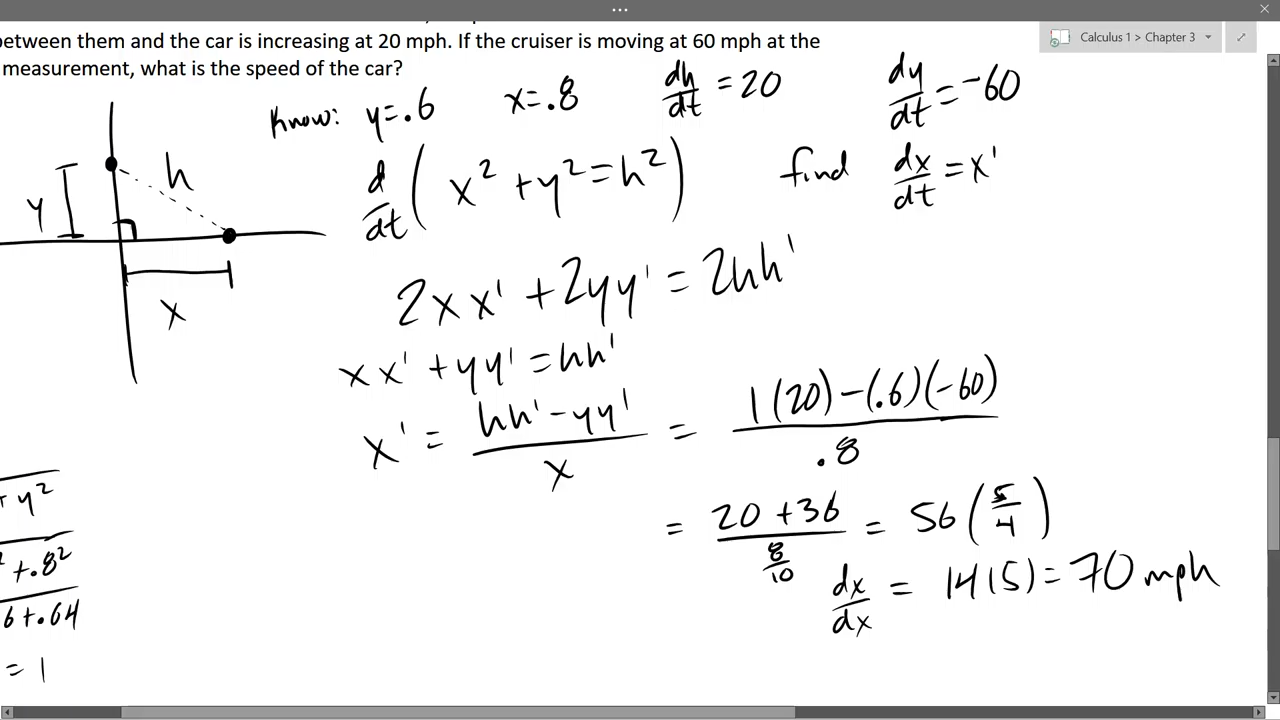 between them and the car is increasing at 20 mph. If the cruiser is moving at 60 mph at the
measurement, what is the speed of the car?
Calculus 1 > Chapter 3
Know: y=.6 x=.8 dh/dt =20 dy/dt =-60
d/dt ( x² + y² = h² ) find dx/dt = x'
h
y
x
2xx' + 2yy' = 2hh'
xx' + yy' = hh'
x' = (hh' - yy')/x = (1(20) - (.6)(-60))/.8
= (20 + 36)/(8/10) = 56 (5/4)
dx/dx = 14(5) = 70 mph
+ y²
² + .8²
6 + .64
= 1